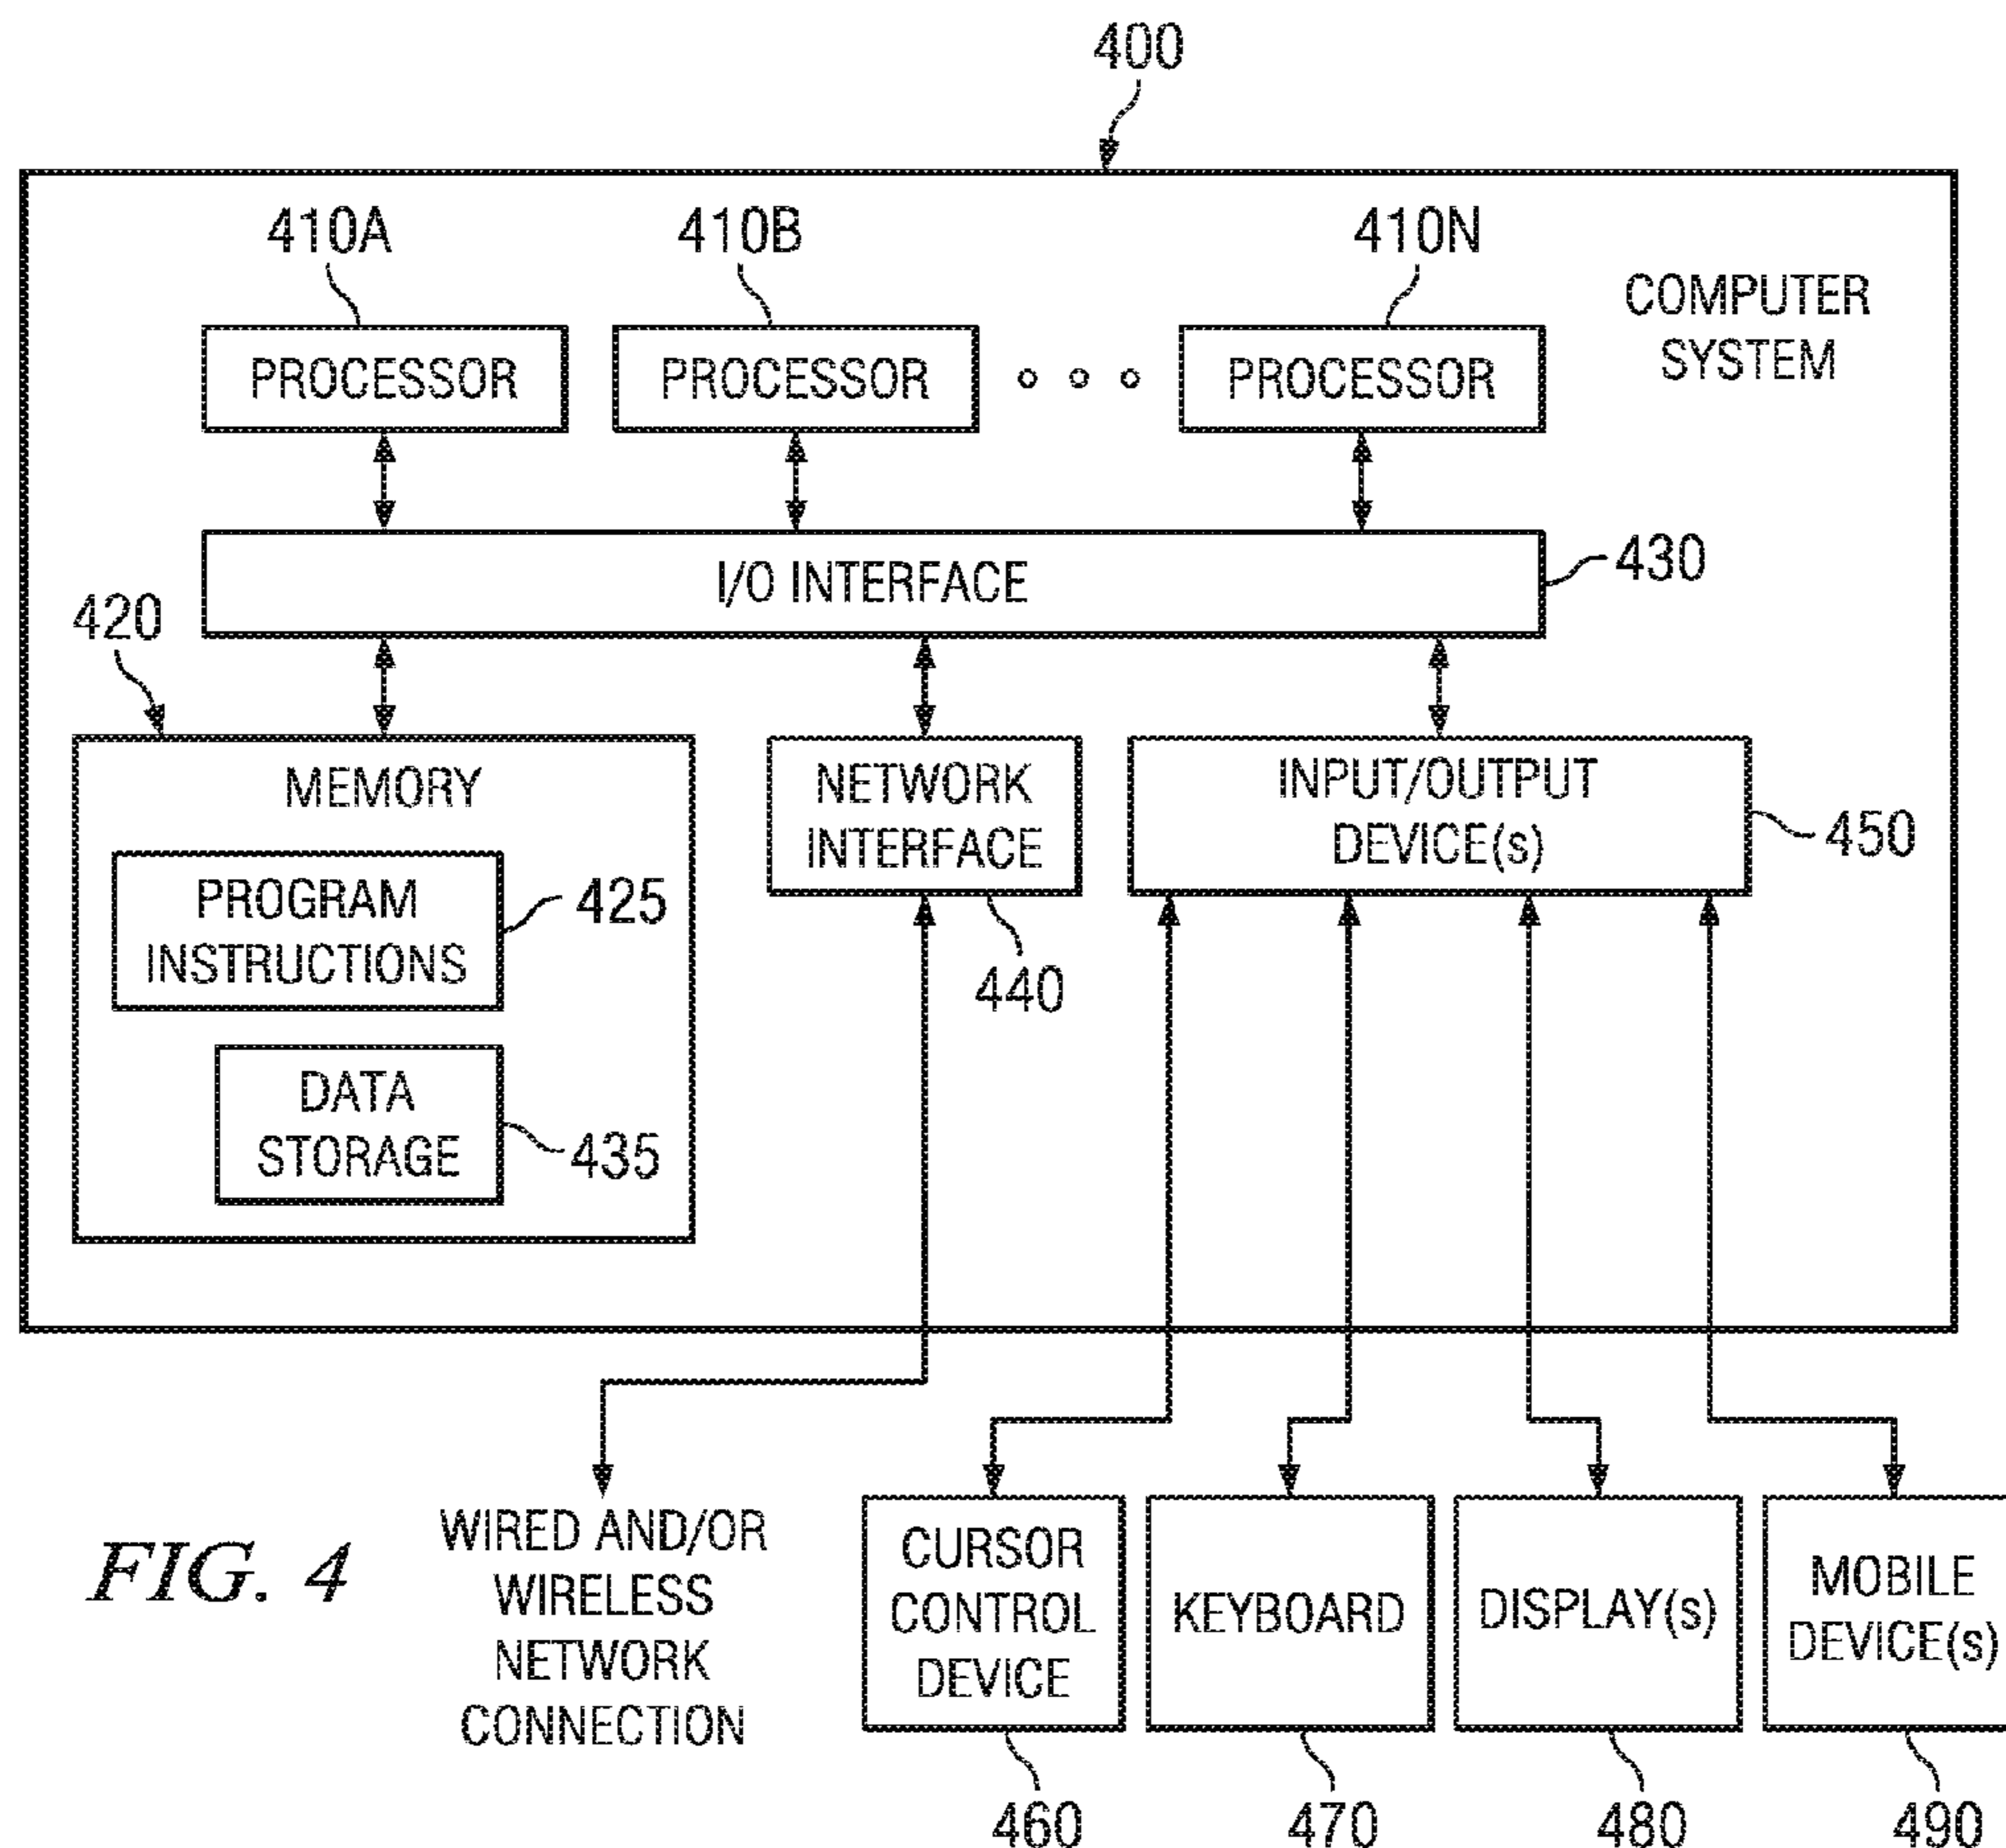 400
410A
410B
410N
COMPUTER
SYSTEM
PROCESSOR
PROCESSOR
PROCESSOR
I/O INTERFACE
430
420
MEMORY
PROGRAM
INSTRUCTIONS
425
DATA
STORAGE
435
NETWORK
INTERFACE
440
INPUT/OUTPUT
DEVICE(s)
450
FIG. 4
WIRED AND/OR
WIRELESS
NETWORK
CONNECTION
CURSOR
CONTROL
DEVICE
KEYBOARD
DISPLAY(s)
MOBILE
DEVICE(s)
460
470
480
490